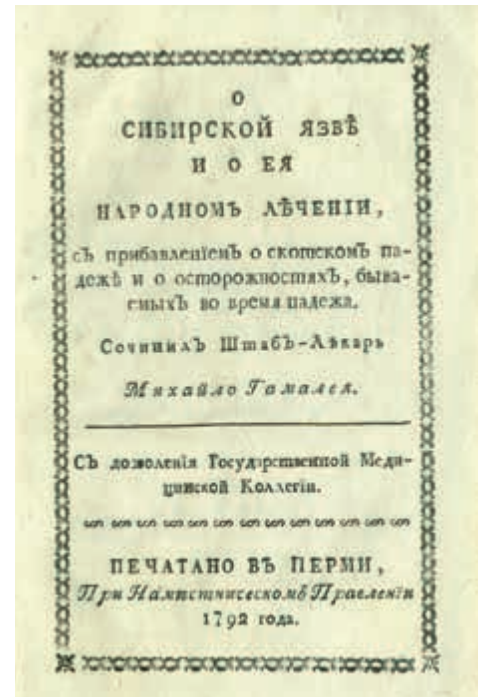 О
СИБИРСКОЙ ЯЗВѢ
И О ЕЯ
НАРОДНОМЪ ЛѢЧЕНІИ,
съ прибавленіемъ о скотскомъ па-
дежѣ и о осторожностяхъ, быва-
емыхъ во время падежа.
Сочинилъ Штабъ-Лѣкарь
Михайло Гамалея.
Съ дозволенія Государственной Меди-
цинской Коллегіи.
ПЕЧАТАНО ВЪ ПЕРМИ,
При Намѣстническомъ Правленіи
1792 года.